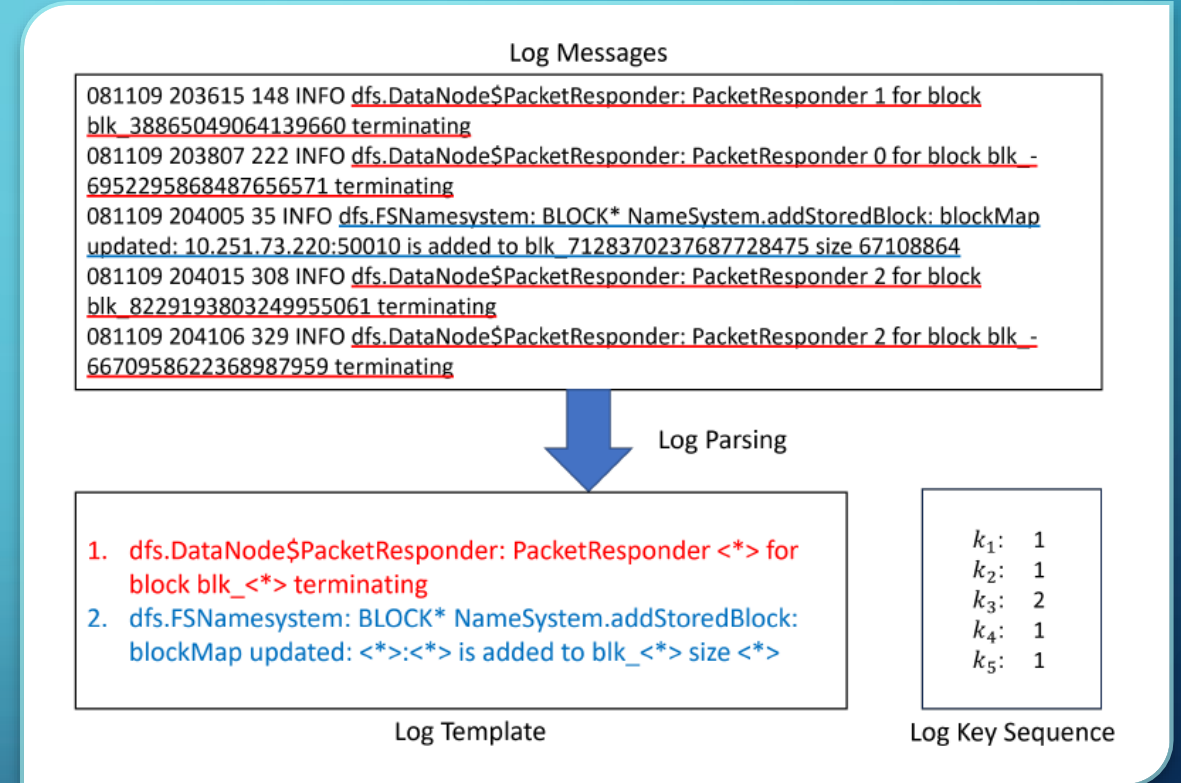 Log Messages
081109 203615 148 INFO dfs.DataNode$PacketResponder: PacketResponder 1 for block
blk_38865049064139660 terminating
081109 203807 222 INFO dfs.DataNode$PacketResponder: PacketResponder 0 for block blk_-
6952295868487656571 terminating
081109 204005 35 INFO dfs.FSNamesystem: BLOCK* NameSystem.addStoredBlock: blockMap
updated: 10.251.73.220:50010 is added to blk_7128370237687728475 size 67108864
081109 204015 308 INFO dfs.DataNode$PacketResponder: PacketResponder 2 for block
blk_8229193803249955061 terminating
081109 204106 329 INFO dfs.DataNode$PacketResponder: PacketResponder 2 for block blk_-
6670958622368987959 terminating
Log Parsing
1. dfs.DataNode$PacketResponder: PacketResponder <*> for
block blk_<*> terminating
2. dfs.FSNamesystem: BLOCK* NameSystem.addStoredBlock:
blockMap updated: <*>:<*> is added to blk_<*> size <*>
Log Template
k₁: 1
k₂: 1
k₃: 2
k₄: 1
k₅: 1
Log Key Sequence